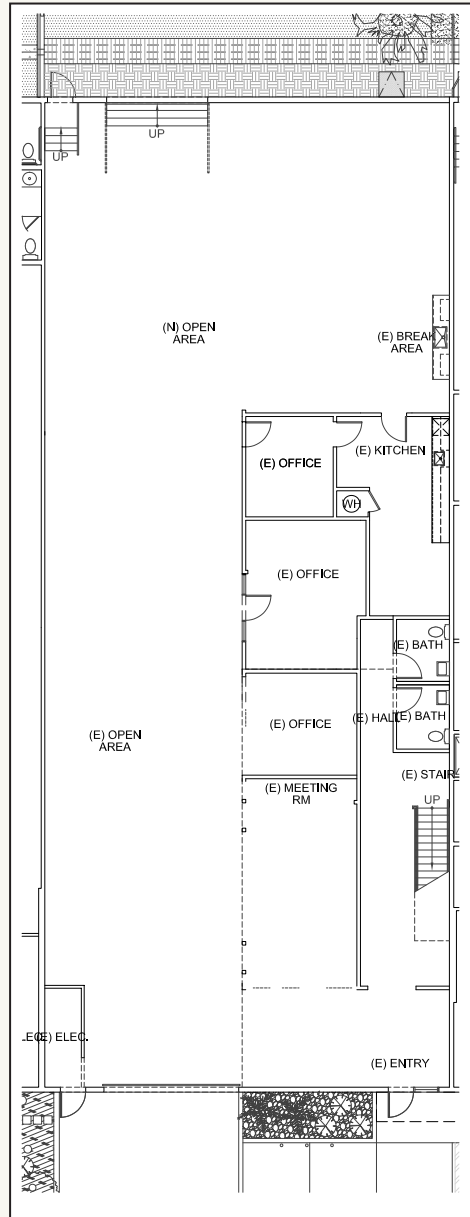 UP
UP
(N) OPEN
AREA
(E) BREAK
AREA
(E) OFFICE
(E) KITCHEN
WH
(E) OFFICE
(E) BATH
(E) OFFICE
(E) HALL
(E) BATH
(E) OPEN
AREA
(E) STAIR
(E) MEETING
RM
UP
(E) ELEC.
(E) ENTRY